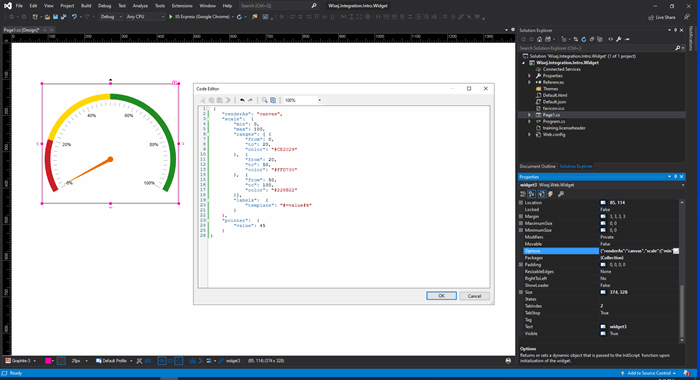 File Edit View Git Project Build Debug Format Test Analyze Tools Extensions Window Help
Search (Ctrl+Q)
Wisej.Integration.Intro.Widget
Debug Any CPU IIS Express (Google Chrome)
Live Share
Page1.cs [Design]*
Notifications
20% 40% 60% 80%
0% 100%
Code Editor
100%
1 {
2 "renderAs": "canvas",
3 "scale": {
4 "min": 0,
5 "max": 100,
6 "ranges": [ {
7 "from": 0,
8 "to": 20,
9 "color": "#CE2029"
10 }, {
11 "from": 20,
12 "to": 50,
13 "color": "#FFD700"
14 }, {
15 "from": 50,
16 "to": 100,
17 "color": "#228B22"
18 }],
19 "labels": {
20 "template": "#=value#%"
21 }
22 },
23 "pointer": {
24 "value": 45
25 }
26 }
OK Cancel
Solution Explorer
Search Solution Explorer (Ctrl+;)
Solution 'Wisej.Integration.Intro.Widget' (1 of 1 project)
Wisej.Integration.Intro.Widget
Connected Services
Properties
References
Themes
Default.html
Default.json
favicon.ico
Page1.cs
Program.cs
training.licenseheader
Web.config
Document Outline Solution Explorer
Properties
widget3 Wisej.Web.Widget
Location 85, 114
Locked False
Margin 3, 3, 3, 3
MaximumSize 0, 0
MinimumSize 0, 0
Modifiers Private
Movable False
Options {"renderAs":"canvas","scale":{"min"
Packages (Collection)
Padding 0, 0, 0, 0
ResizableEdges None
RightToLeft No
ShowLoader False
Size 374, 328
States
TabIndex 2
TabStop True
Tag
Text widget3
Visible True
Options
Returns or sets a dynamic object that is passed to the InitScript function upon
initialization of the widget.
Graphite-3 25px Default Profile widget3 (85, 114) (374 x 328)
Ready
Add to Source Control